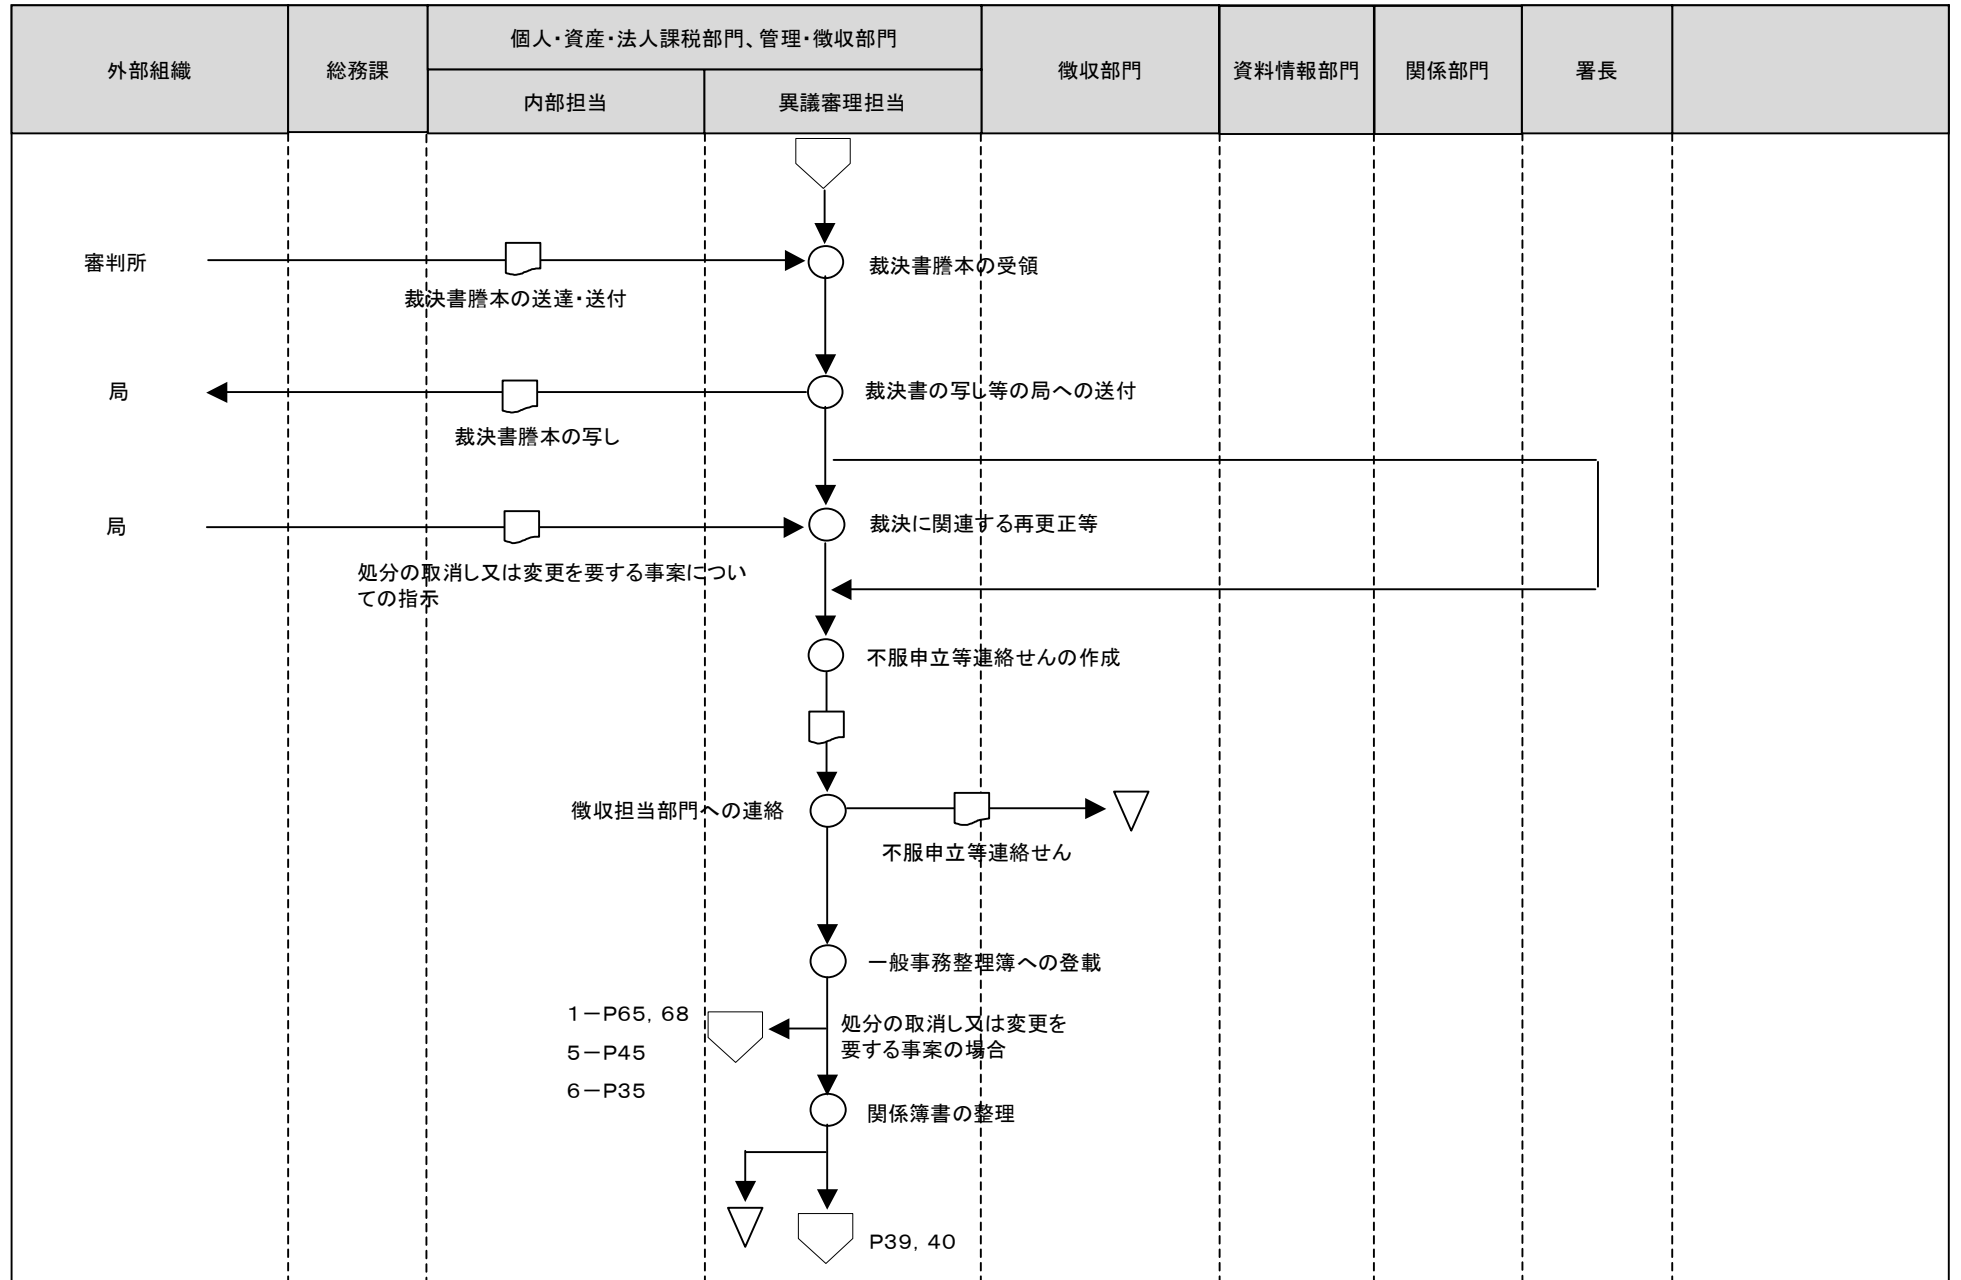 外部組織
総務課
個人・資産・法人課税部門、管理・徴収部門
内部担当
異議審理担当
徴収部門
資料情報部門
関係部門
署長
審判所
裁決書謄本の送達・送付
裁決書謄本の受領
局
裁決書謄本の写し
裁決書の写し等の局への送付
局
処分の取消し又は変更を要する事案につい
ての指示
裁決に関連する再更正等
不服申立等連絡せんの作成
徴収担当部門への連絡
不服申立等連絡せん
一般事務整理簿への登載
1－P65，68
5－P45
6－P35
処分の取消し又は変更を
要する事案の場合
関係簿書の整理
P39，40